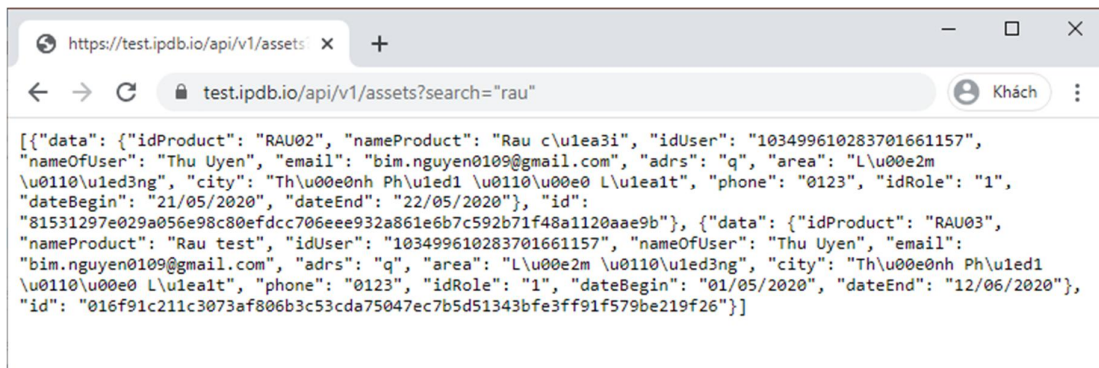 https://test.ipdb.io/api/v1/assets?
test.ipdb.io/api/v1/assets?search="rau"
Khách
[{"data": {"idProduct": "RAU02", "nameProduct": "Rau c\u1ea3i", "idUser": "103499610283701661157",
"nameOfUser": "Thu Uyen", "email": "bim.nguyen0109@gmail.com", "adrs": "q", "area": "L\u00e2m
\u0110\u1ed3ng", "city": "Th\u00e0nh Ph\u1ed1 \u0110\u00e0 L\u1ea1t", "phone": "0123", "idRole": "1",
"dateBegin": "21/05/2020", "dateEnd": "22/05/2020"}, "id":
"81531297e029a056e98c80efdcc706eee932a861e6b7c592b71f48a1120aae9b"}, {"data": {"idProduct": "RAU03",
"nameProduct": "Rau test", "idUser": "103499610283701661157", "nameOfUser": "Thu Uyen", "email":
"bim.nguyen0109@gmail.com", "adrs": "q", "area": "L\u00e2m \u0110\u1ed3ng", "city": "Th\u00e0nh Ph\u1ed1
\u0110\u00e0 L\u1ea1t", "phone": "0123", "idRole": "1", "dateBegin": "01/05/2020", "dateEnd": "12/06/2020"},
"id": "016f91c211c3073af806b3c53cda75047ec7b5d51343bfe3ff91f579be219f26"}]